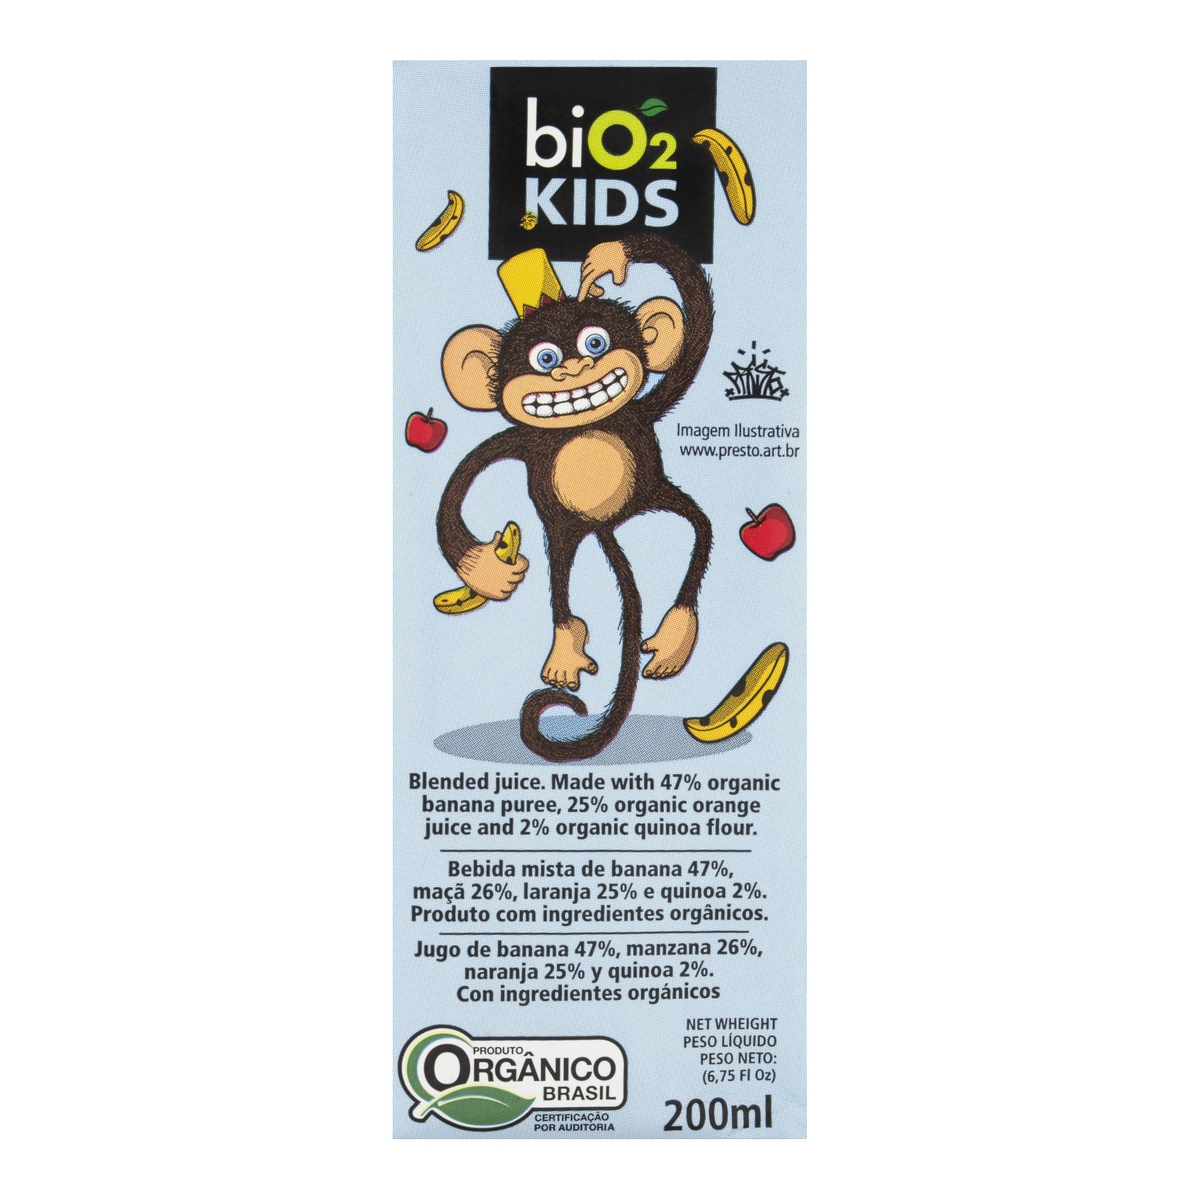 biO2
KIDS
PRESTO
Imagem Ilustrativa
www.presto.art.br
Blended juice. Made with 47% organic
banana puree, 25% organic orange
juice and 2% organic quinoa flour.
Bebida mista de banana 47%,
maçã 26%, laranja 25% e quinoa 2%.
Produto com ingredientes orgânicos.
Jugo de banana 47%, manzana 26%,
naranja 25% y quinoa 2%.
Con ingredientes orgánicos
PRODUTO
ORGÂNICO
BRASIL
CERTIFICAÇÃO
POR AUDITORIA
NET WHEIGHT
PESO LÍQUIDO
PESO NETO:
(6,75 Fl Oz)
200ml